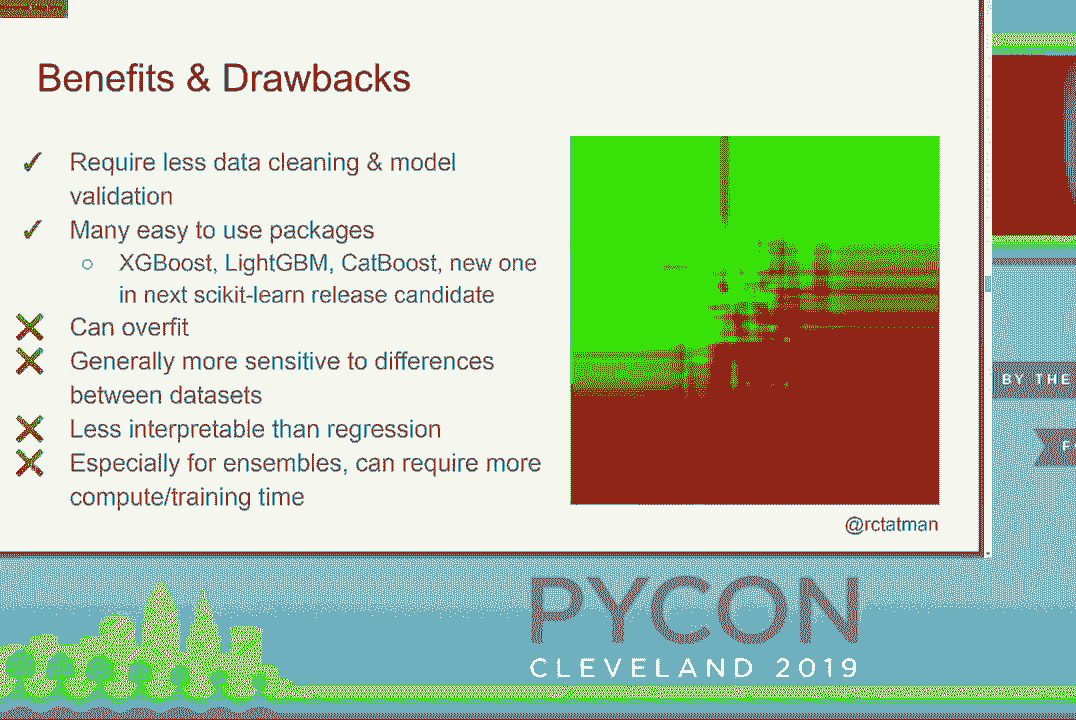 Benefits & Drawbacks
✓ Require less data cleaning & model
validation
✓ Many easy to use packages
○ XGBoost, LightGBM, CatBoost, new one
in next scikit-learn release candidate
❌ Can overfit
❌ Generally more sensitive to differences
between datasets
❌ Less interpretable than regression
❌ Especially for ensembles, can require more
compute/training time
@rctatman
BY THE
PYCON
CLEVELAND 2019